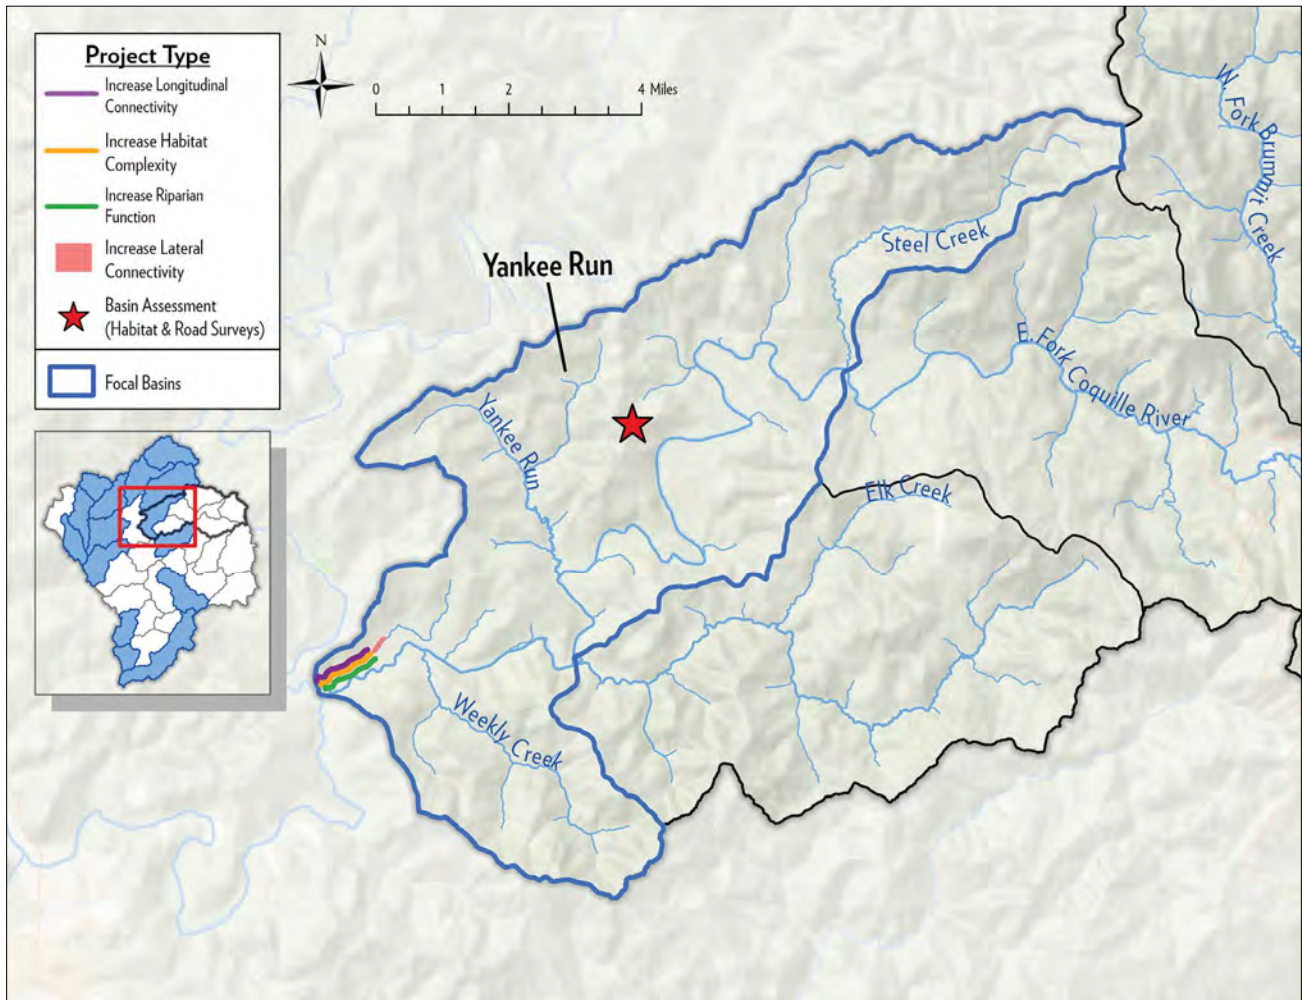 Project Type
Increase Longitudinal
Connectivity
Increase Habitat
Complexity
Increase Riparian
Function
Increase Lateral
Connectivity
Basin Assessment
(Habitat & Road Surveys)
Focal Basins
N
0 1 2 4 Miles
W. Fork Brummit Creek
Steel Creek
Yankee Run
E. Fork Coquille River
Yankee Run
Elk Creek
Weekly Creek